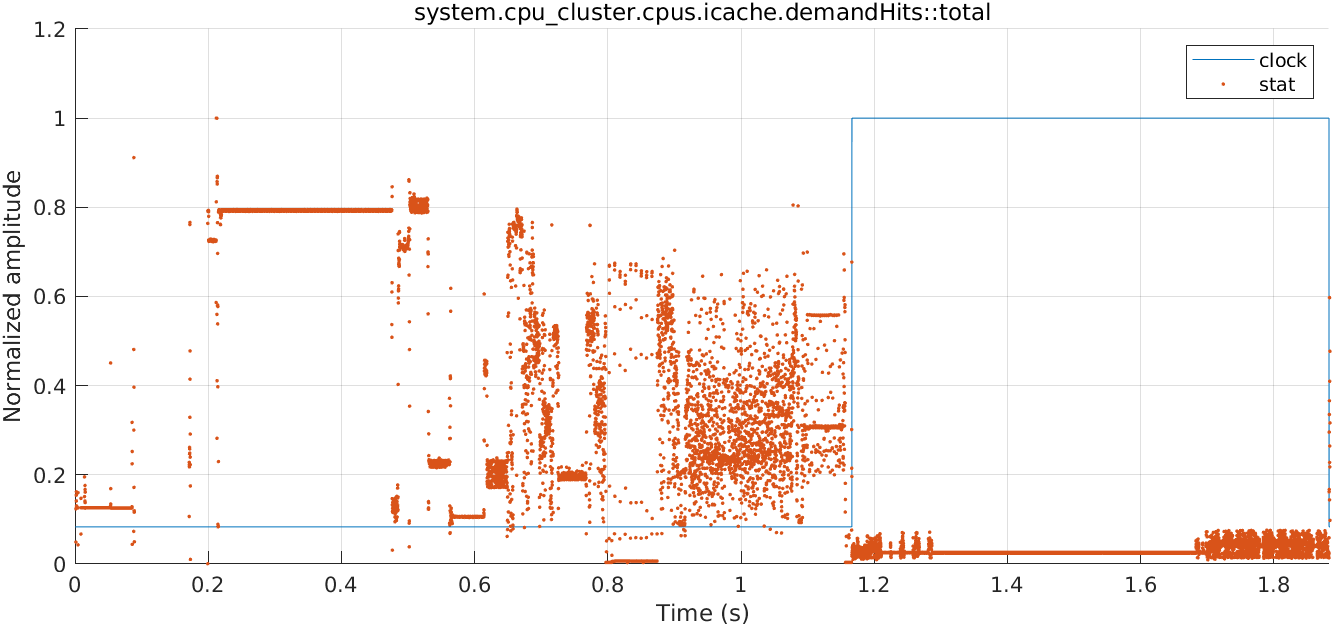 system.cpu_cluster.cpus.icache.demandHits::total
1.2
1
0.8
0.6
0.4
0.2
0
Normalized amplitude
clock
stat
0 0.2 0.4 0.6 0.8 1 1.2 1.4 1.6 1.8
Time (s)